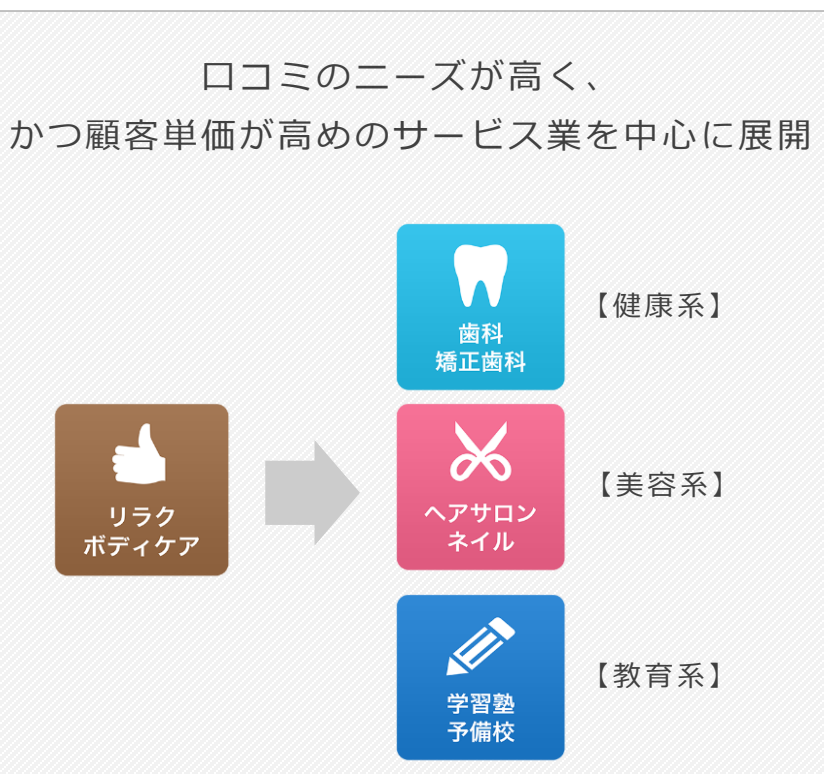 口コミのニーズが高く、
かつ顧客単価が高めのサービス業を中心に展開
歯科
矯正歯科
【健康系】
リラク
ボディケア
ヘアサロン
ネイル
【美容系】
学習塾
予備校
【教育系】